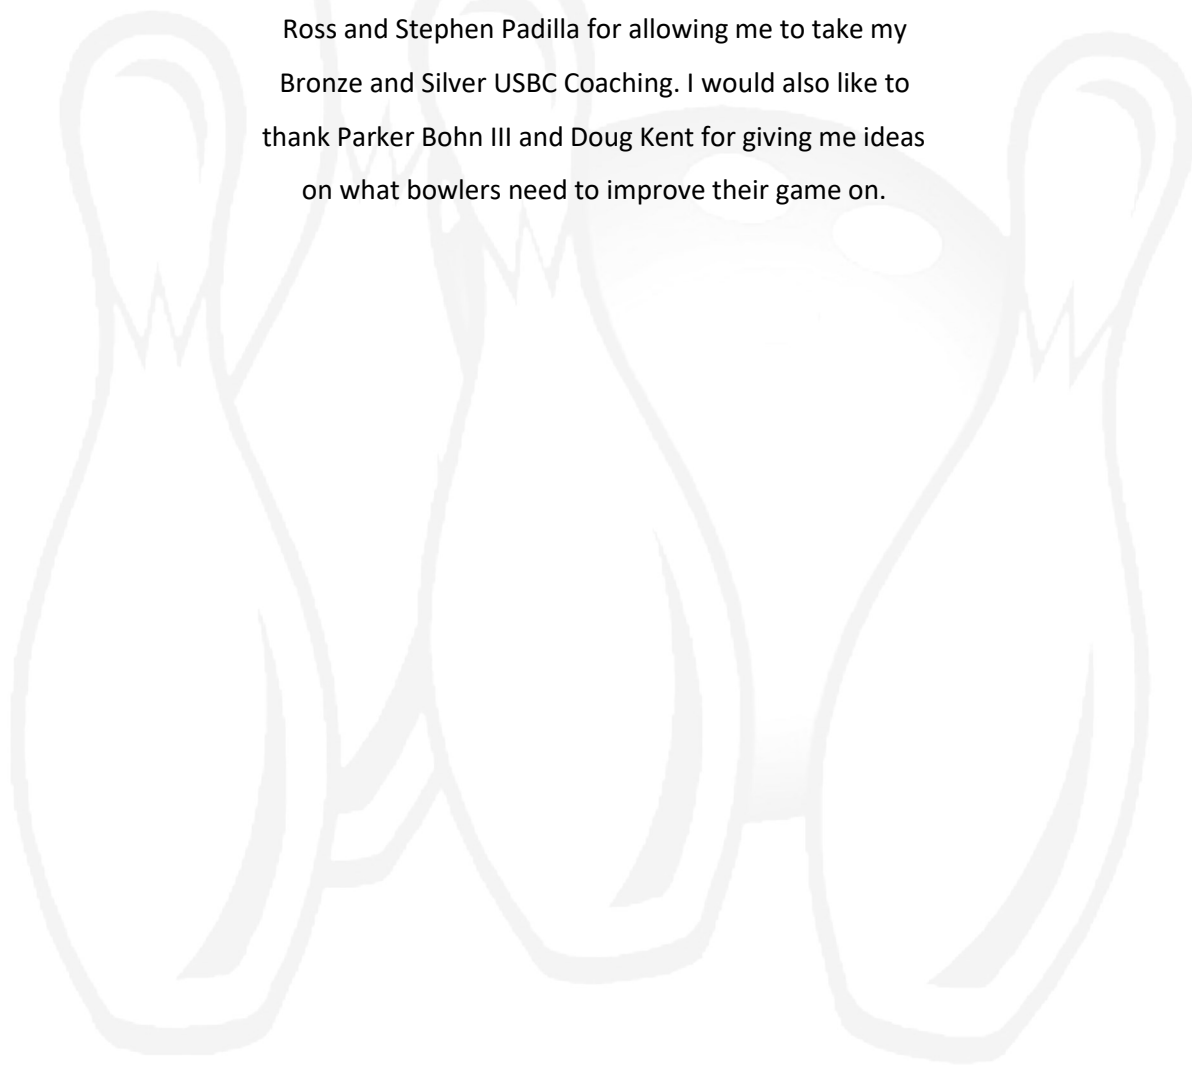 Ross and Stephen Padilla for allowing me to take my
Bronze and Silver USBC Coaching. I would also like to
thank Parker Bohn III and Doug Kent for giving me ideas
on what bowlers need to improve their game on.